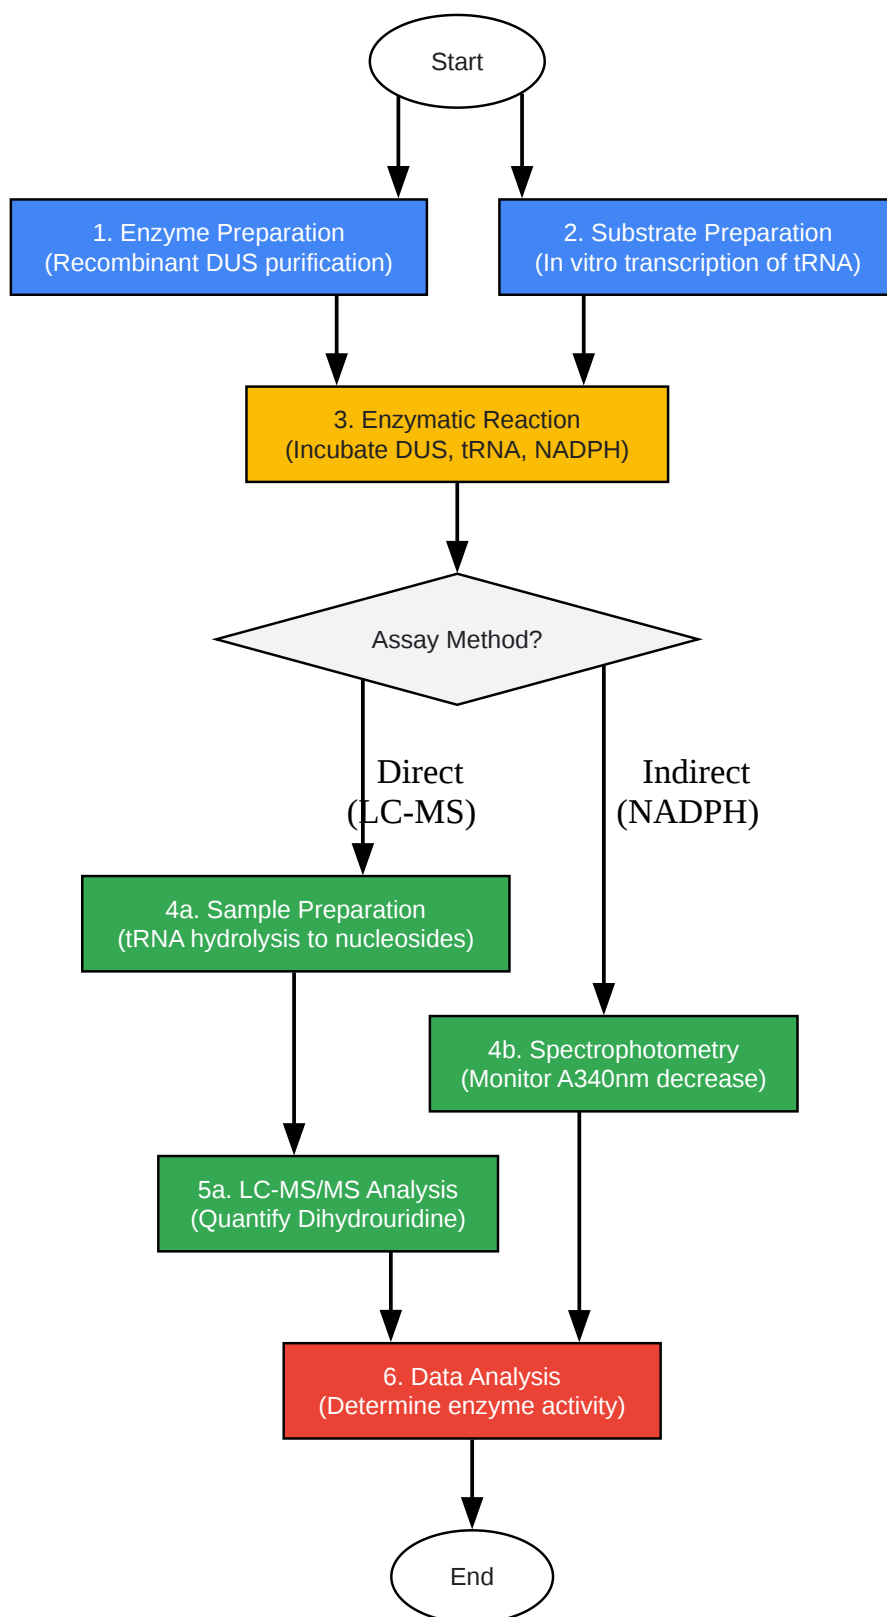 Start
1. Enzyme Preparation
(Recombinant DUS purification)
2. Substrate Preparation
(In vitro transcription of tRNA)
3. Enzymatic Reaction
(Incubate DUS, tRNA, NADPH)
Assay Method?
Direct
(LC-MS)
Indirect
(NADPH)
4a. Sample Preparation
(tRNA hydrolysis to nucleosides)
4b. Spectrophotometry
(Monitor A340nm decrease)
5a. LC-MS/MS Analysis
(Quantify Dihydrouridine)
6. Data Analysis
(Determine enzyme activity)
End